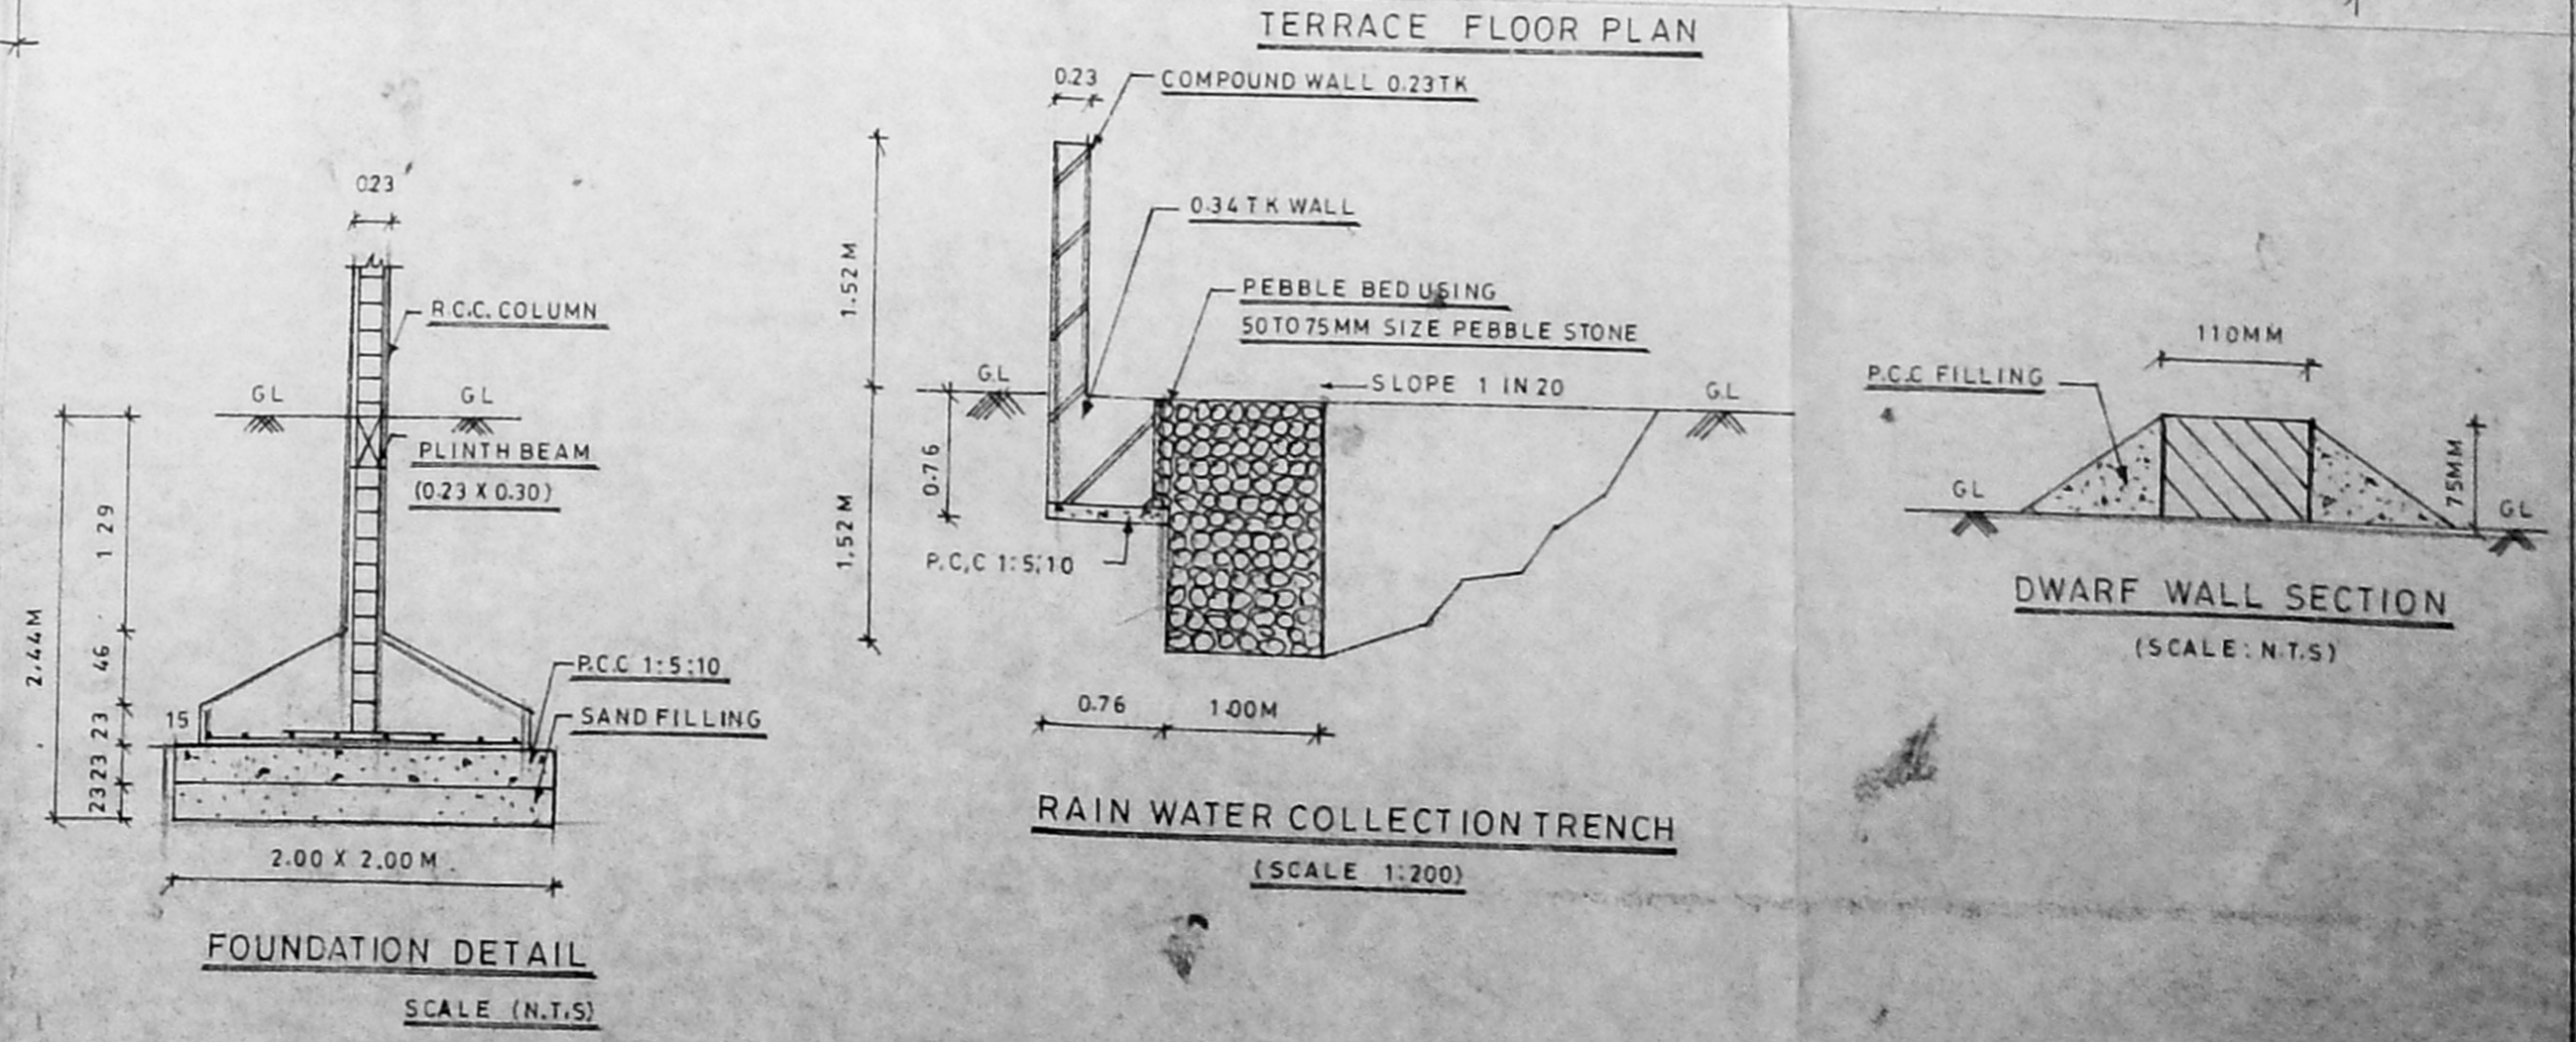 TERRACE FLOOR PLAN
0.23
R.C.C. COLUMN
GL
GL
PLINTH BEAM
(0.23 X 0.30)
1 29
2.44M
46
15
23
23
23
P.C.C 1:5:10
SAND FILLING
2.00 X 2.00 M
FOUNDATION DETAIL
SCALE (N.T.S)
0.23
COMPOUND WALL 0.23TK
0.34TK WALL
1.52 M
PEBBLE BED USING
50 TO 75MM SIZE PEBBLE STONE
G.L
SLOPE 1 IN 20
G.L
0.76
1.52 M
P.C.C 1:5:10
0.76
1.00M
RAIN WATER COLLECTION TRENCH
(SCALE 1:200)
110MM
P.C.C FILLING
75MM
GL
GL
DWARF WALL SECTION
(SCALE: N.T.S)